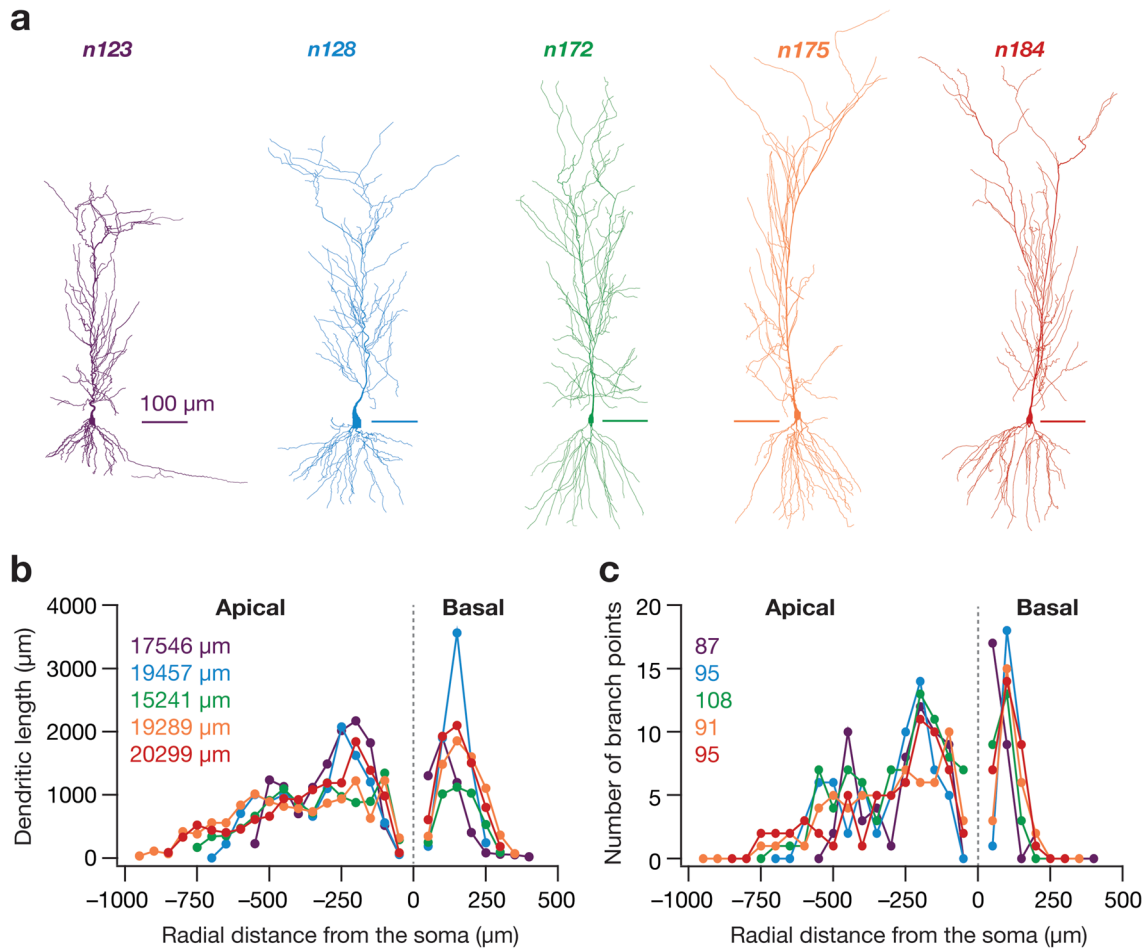 a
n123
n128
n172
n175
n184
100 µm
b
Apical
Basal
Dendritic length (µm)
4000
3000
2000
1000
0
17546 µm
19457 µm
15241 µm
19289 µm
20299 µm
−1000 −750 −500 −250 0 250 500
Radial distance from the soma (µm)
c
Apical
Basal
Number of branch points
20
15
10
5
0
87
95
108
91
95
−1000 −750 −500 −250 0 250 500
Radial distance from the soma (µm)